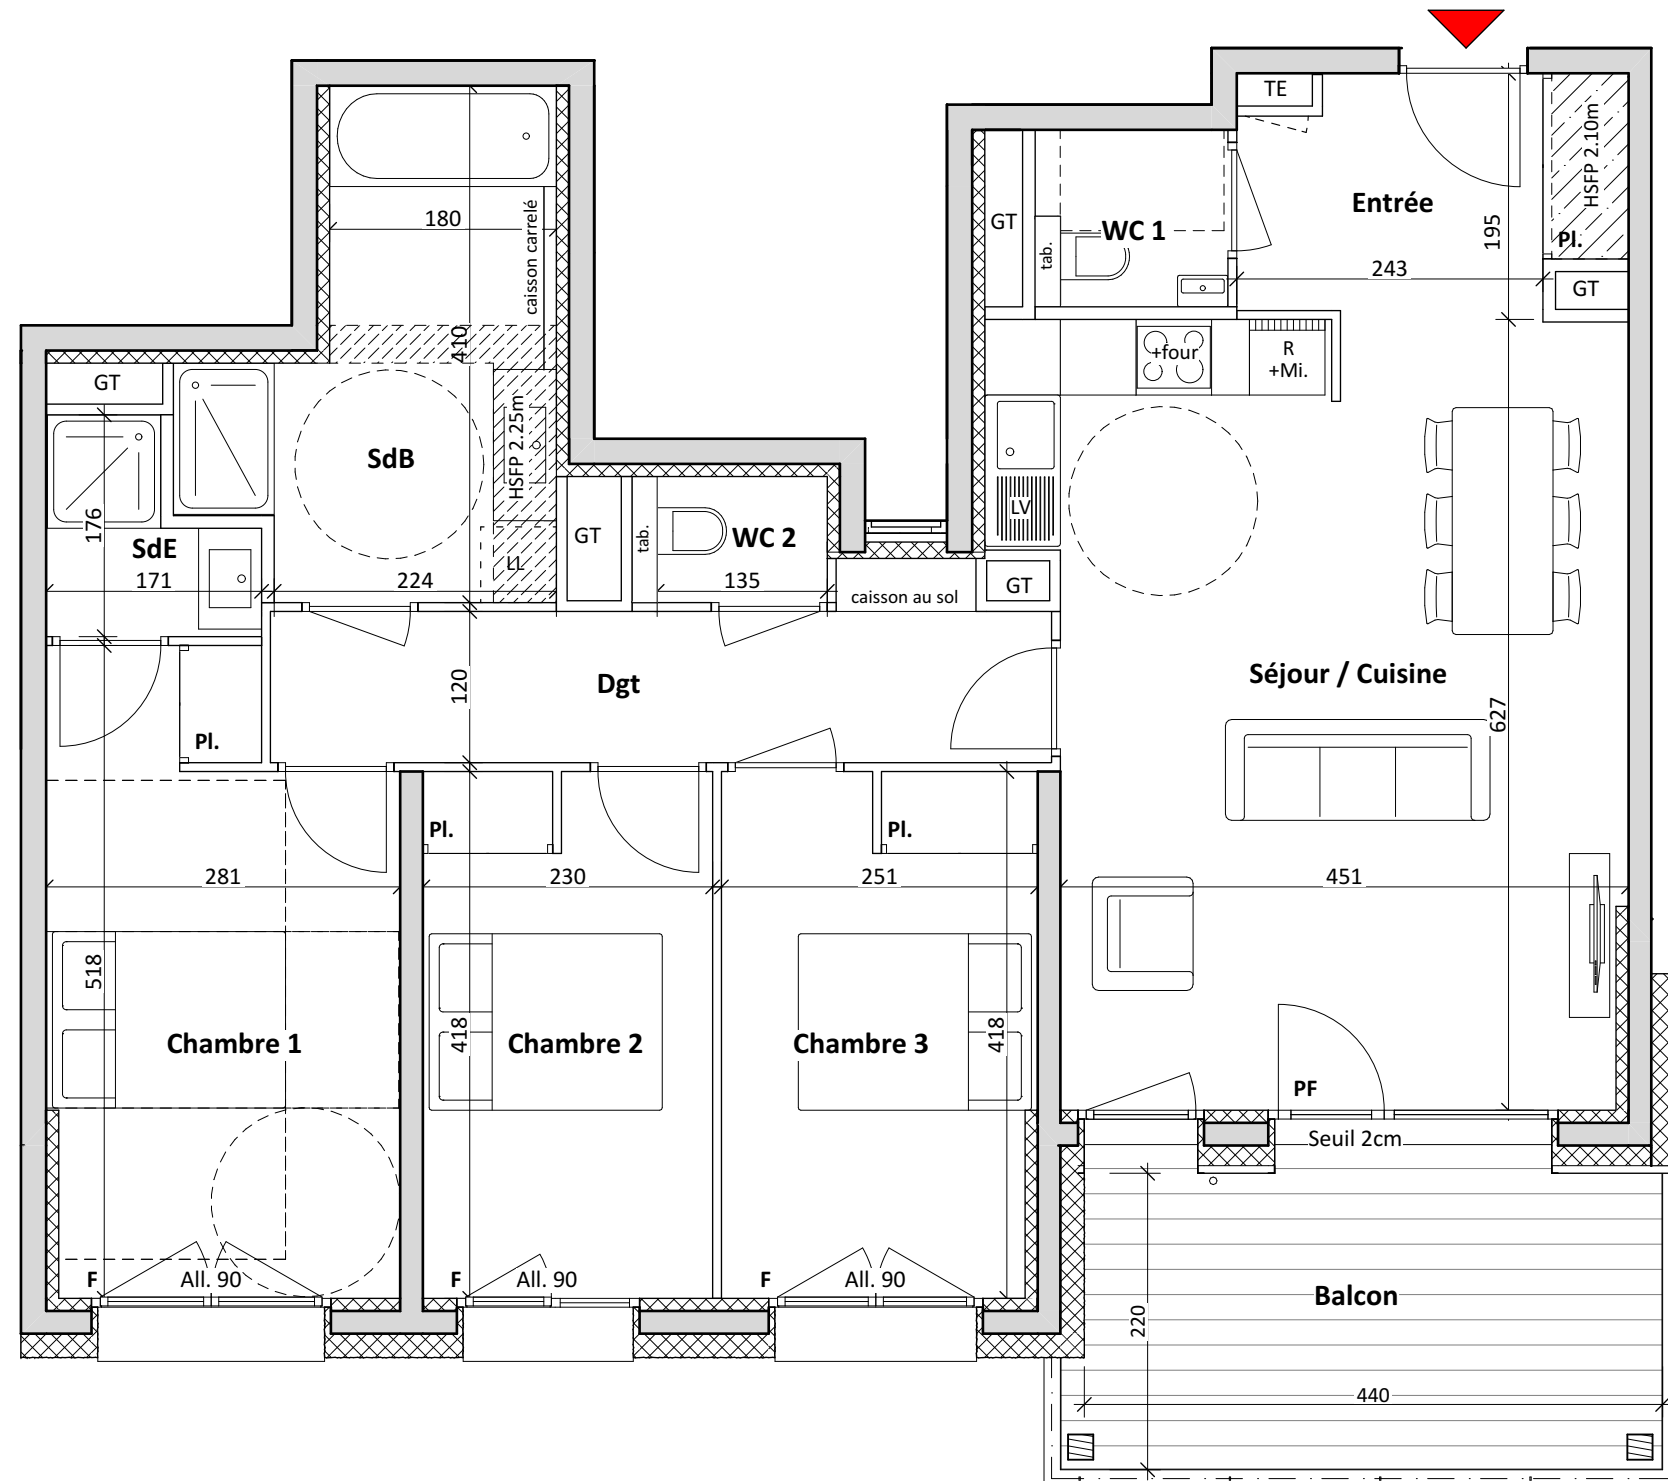 TE
HSFP 2.10m
Entrée
Pl.
195
243
GT
GT
WC 1
tab.
180
caisson carrelé
410
+four
R
+Mi.
GT
SdB
HSFP 2.25m
LV
176
SdE
171
224
LL
GT
tab.
WC 2
135
caisson au sol
GT
Dgt
120
Séjour / Cuisine
627
Pl.
Pl.
Pl.
281
230
251
451
518
418
418
Chambre 1
Chambre 2
Chambre 3
PF
Seuil 2cm
F
All. 90
F
All. 90
F
All. 90
Balcon
220
440